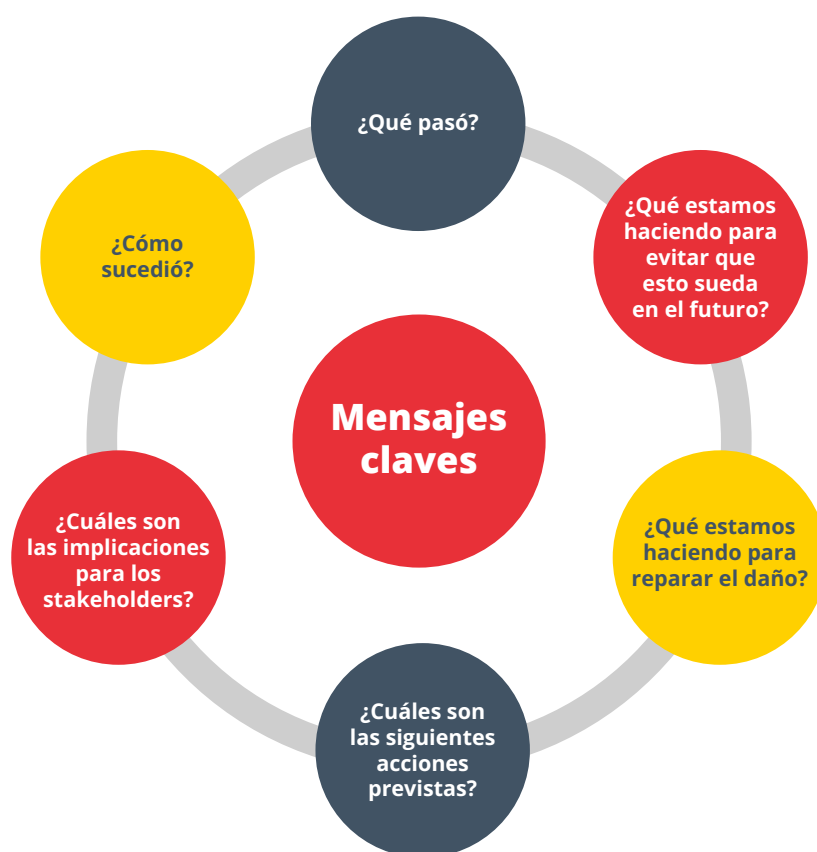 ¿Qué pasó?
¿Qué estamos
haciendo para
evitar que
esto sueda
en el futuro?
¿Cómo
sucedió?
Mensajes
claves
¿Cuáles son
las implicaciones
para los
stakeholders?
¿Qué estamos
haciendo para
reparar el daño?
¿Cuáles son
las siguientes
acciones
previstas?